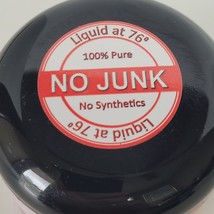 Liquid at 76°
100% Pure
NO JUNK
No Synthetics
Liquid at 76°